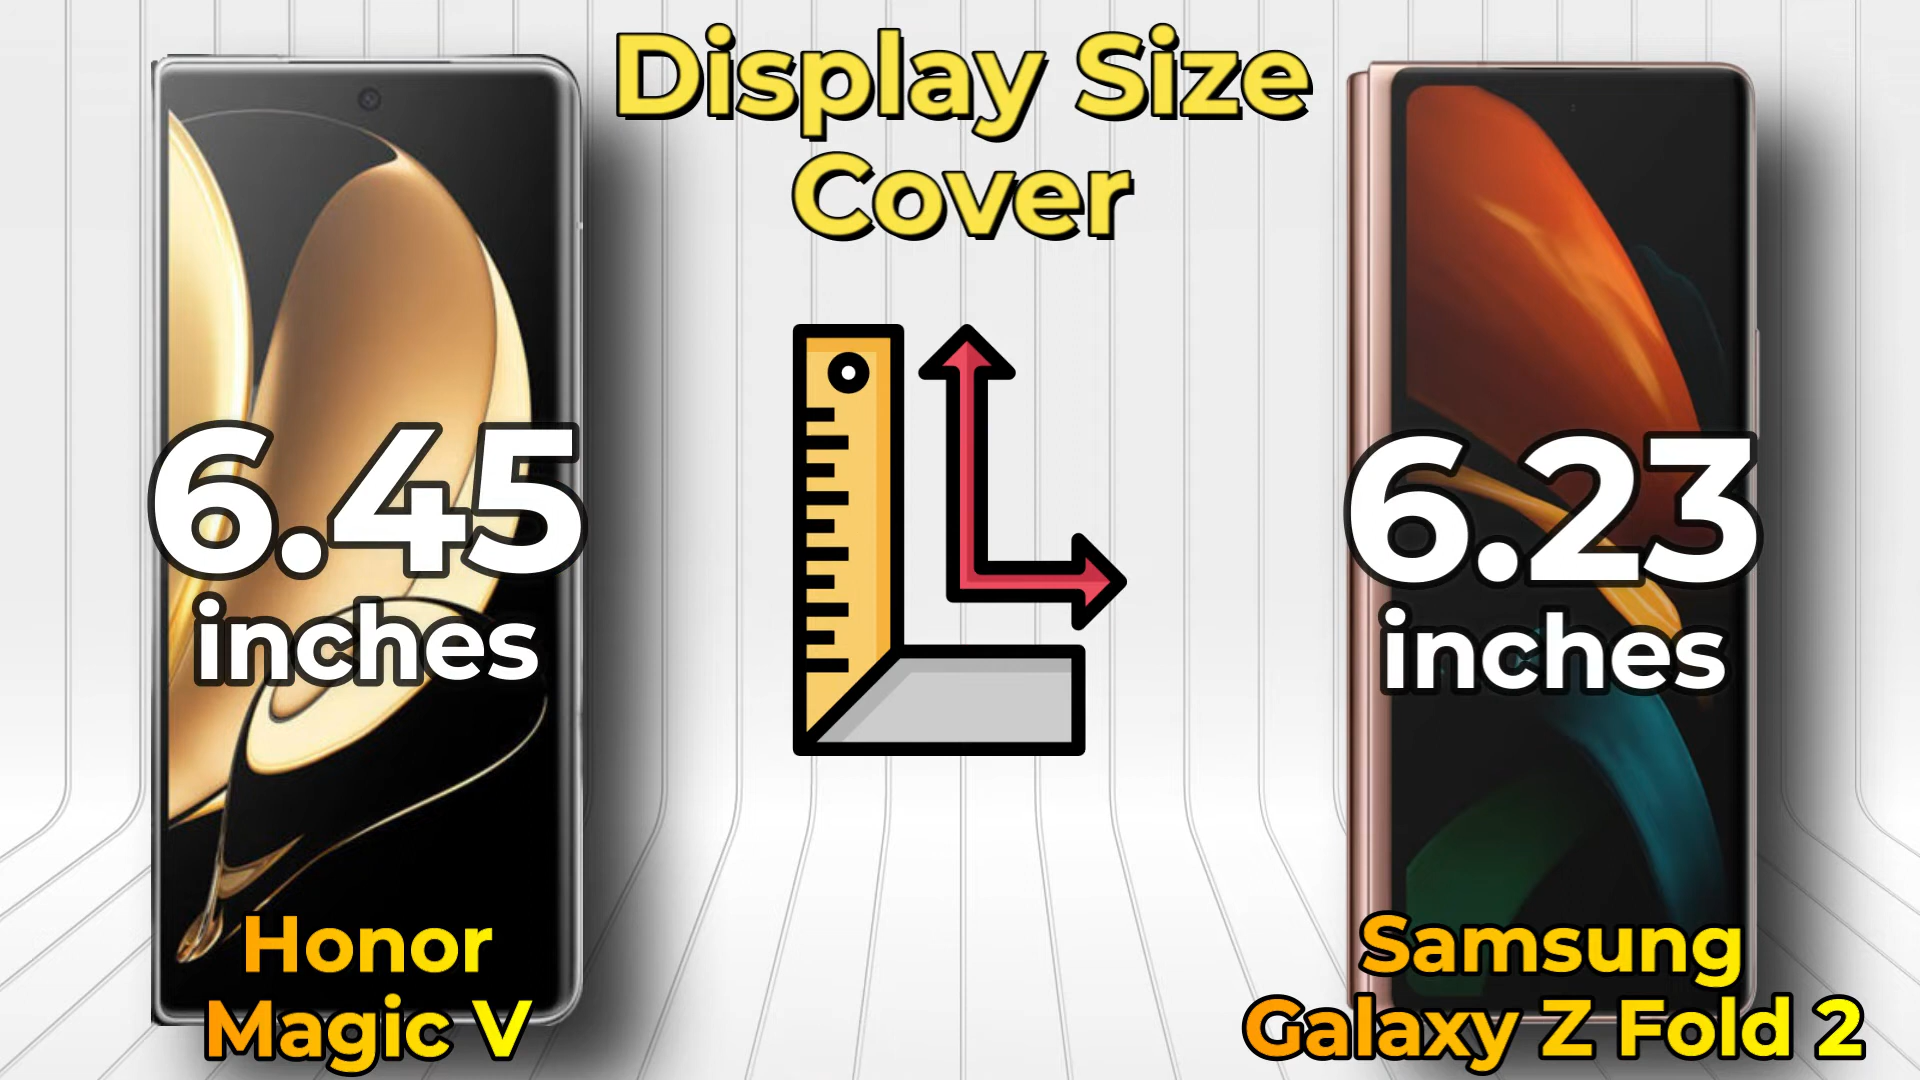 Display Size
Cover
6.45
inches
6.23
inches
Honor
Magic V
Samsung
Galaxy Z Fold 2